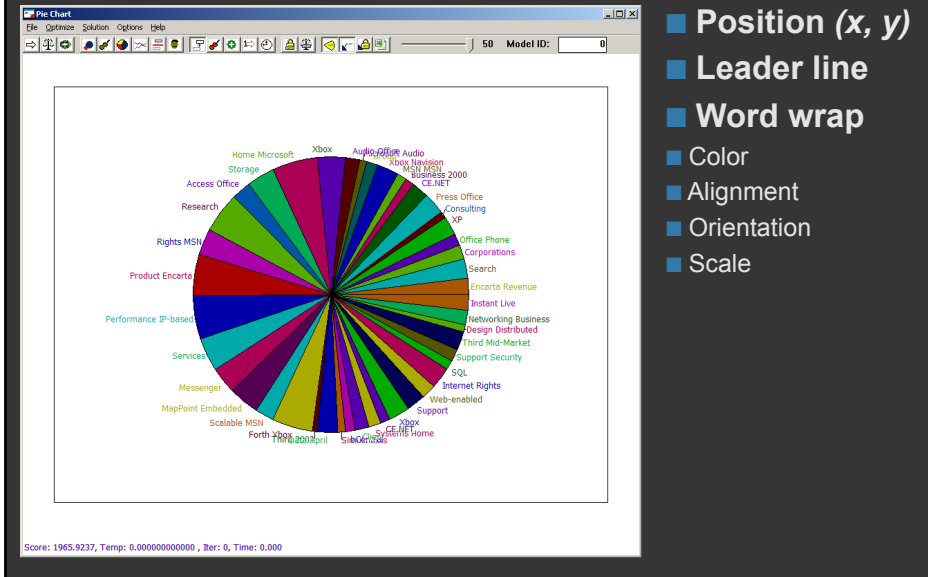 Pie Chart
File Optimize Solution Options Help
50 Model ID: 0
Xbox
Audio Office
Microsoft Audio
Home Microsoft
Xbox Navision
Storage
MSN MSN
Business 2000
Access Office
CE.NET
Press Office
Research
Consulting
XP
Rights MSN
Office Phone
Corporations
Product Encarta
Search
Encarta Revenue
Instant Live
Performance IP-based
Networking Business
Design Distributed
Third Mid-Market
Services
Support Security
SQL
Messenger
Internet Rights
Web-enabled
MapPoint Embedded
Support
Scalable MSN
Xbox
CE.NET
Forth Xbox
Systems Home
Third 2007
April
Score: 1965.9237, Temp: 0.000000000000 , Iter: 0, Time: 0.000
Position (x, y)
Leader line
Word wrap
Color
Alignment
Orientation
Scale